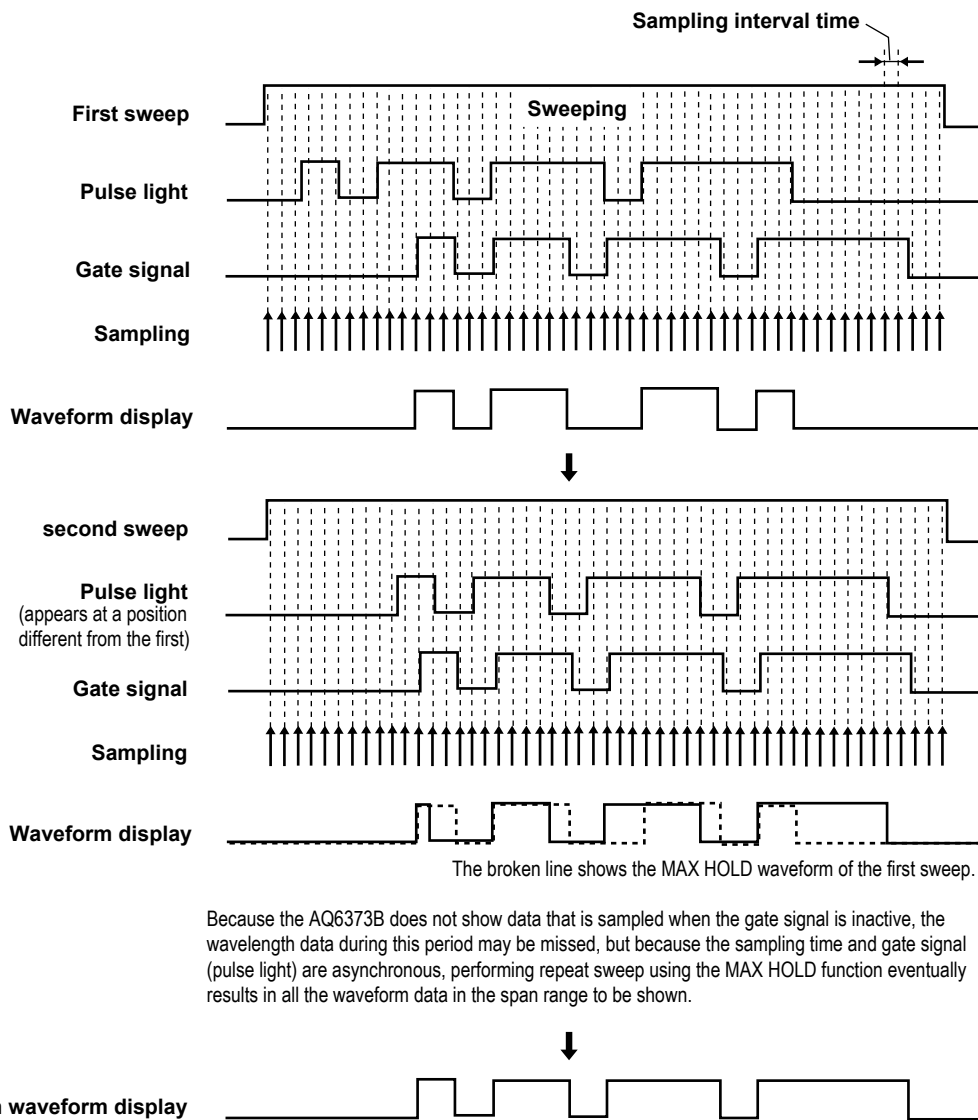 Sampling interval time
First sweep
Sweeping
Pulse light
Gate signal
Sampling
Waveform display
second sweep
Pulse light
(appears at a position
different from the first)
Gate signal
Sampling
Waveform display
The broken line shows the MAX HOLD waveform of the first sweep.
Because the AQ6373B does not show data that is sampled when the gate signal is inactive, the
wavelength data during this period may be missed, but because the sampling time and gate signal
(pulse light) are asynchronous, performing repeat sweep using the MAX HOLD function eventually
results in all the waveform data in the span range to be shown.
waveform display